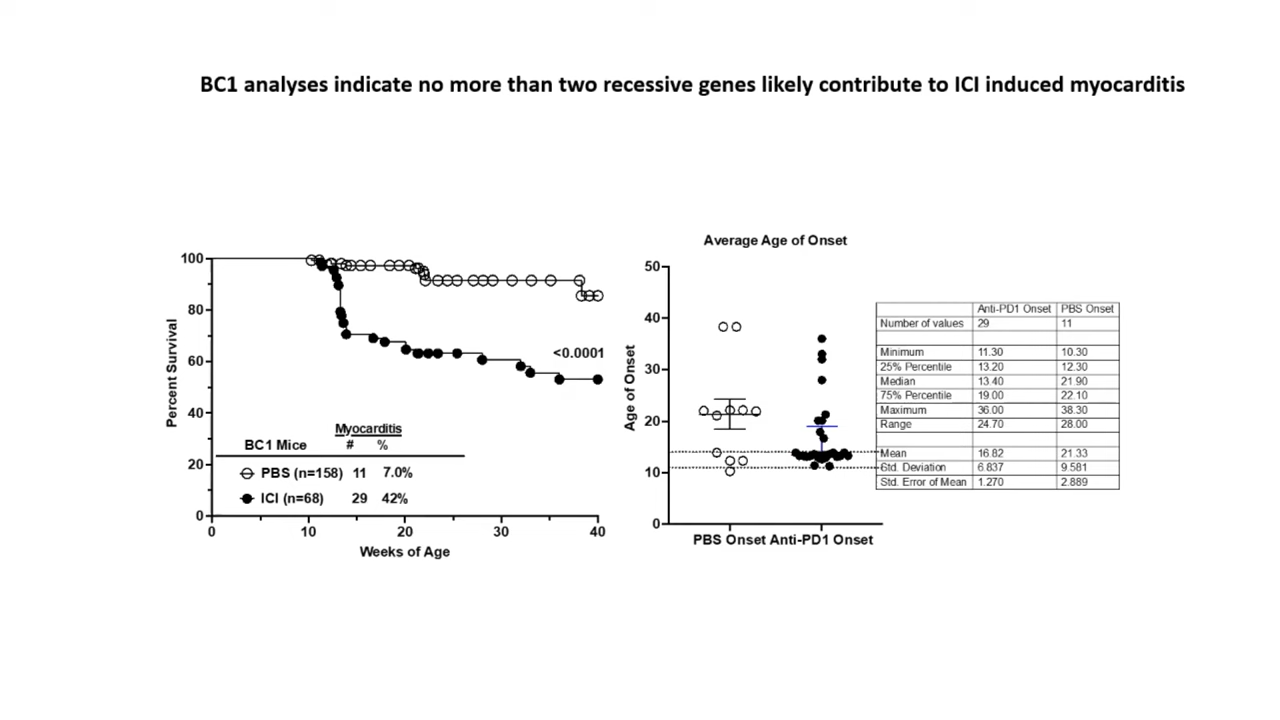 BC1 analyses indicate no more than two recessive genes likely contribute to ICI induced myocarditis
Percent Survival
100
80
60
40
20
0
0 10 20 30 40
Weeks of Age
<0.0001
Myocarditis
BC1 Mice # %
PBS (n=158) 11 7.0%
ICI (n=68) 29 42%
Average Age of Onset
Age of Onset
50
40
30
20
10
0
PBS Onset Anti-PD1 Onset
Anti-PD1 Onset PBS Onset
Number of values 29 11
Minimum 11.30 10.30
25% Percentile 13.20 12.30
Median 13.40 21.90
75% Percentile 19.00 22.10
Maximum 36.00 38.30
Range 24.70 28.00
Mean 16.82 21.33
Std. Deviation 6.837 9.581
Std. Error of Mean 1.270 2.889